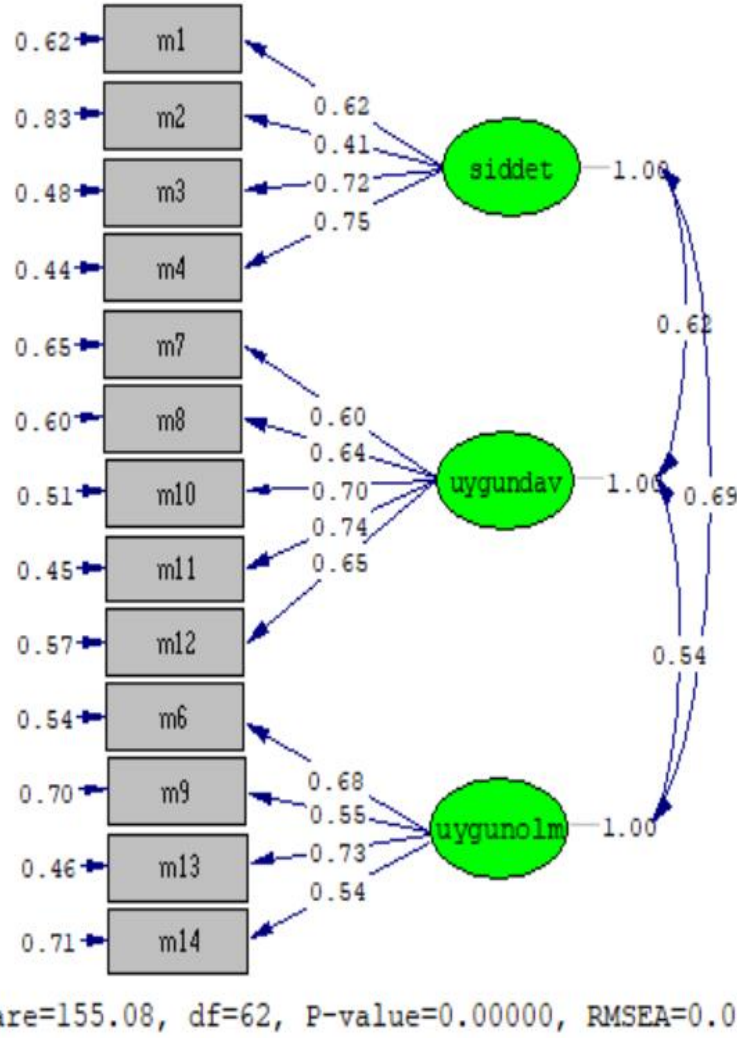 0.62 m1
0.62
0.83 m2
0.41
siddet 1.00
0.48 m3
0.72
0.75
0.44 m4
0.62
0.65 m7
0.60
0.60 m8
0.64
uygundav 1.00
0.69
0.51 m10
0.70
0.74
0.45 m11
0.65
0.57 m12
0.54
0.54 m6
0.68
0.70 m9
0.55
uygunolm 1.00
0.73
0.46 m13
0.54
0.71 m14
are=155.08, df=62, P-value=0.00000, RMSEA=0.0